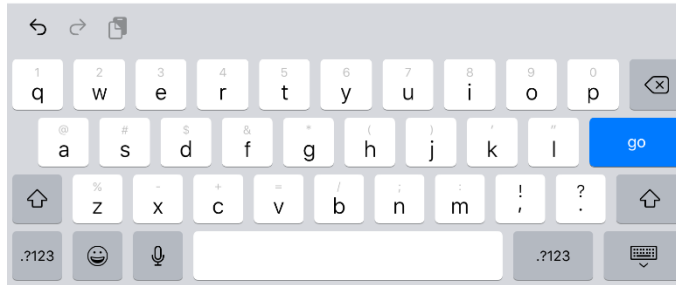 1 2 3 4 5 6 7 8 9 0
q w e r t y u i o p
@ # $ & * ( ) ' "
a s d f g h j k l go
% - + = / ; : ! ?
z x c v b n m , .
.?123 .?123